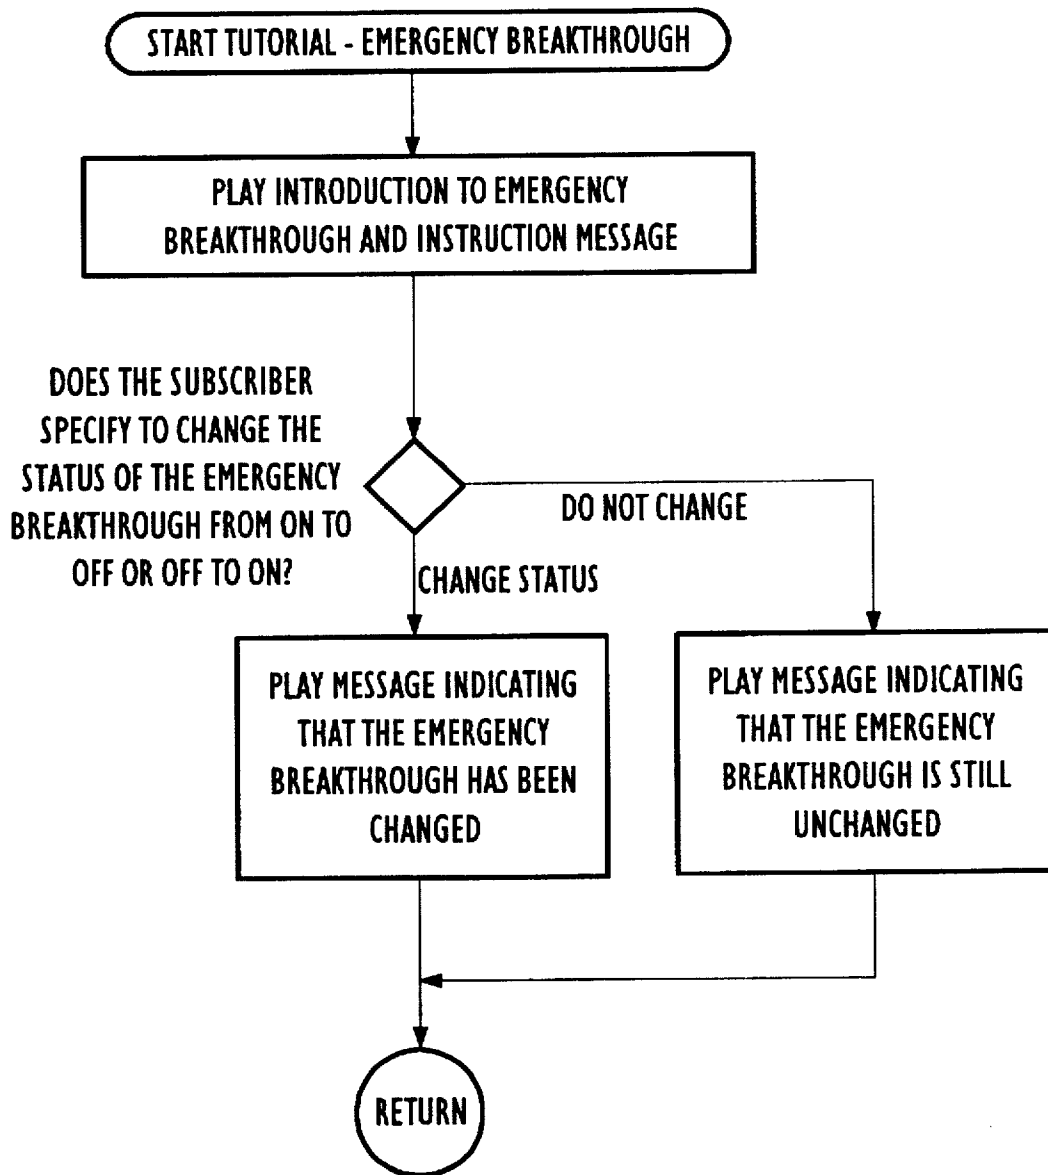 START TUTORIAL - EMERGENCY BREAKTHROUGH
PLAY INTRODUCTION TO EMERGENCY
BREAKTHROUGH AND INSTRUCTION MESSAGE
DOES THE SUBSCRIBER
SPECIFY TO CHANGE THE
STATUS OF THE EMERGENCY
BREAKTHROUGH FROM ON TO
OFF OR OFF TO ON?
DO NOT CHANGE
CHANGE STATUS
PLAY MESSAGE INDICATING
THAT THE EMERGENCY
BREAKTHROUGH HAS BEEN
CHANGED
PLAY MESSAGE INDICATING
THAT THE EMERGENCY
BREAKTHROUGH IS STILL
UNCHANGED
RETURN